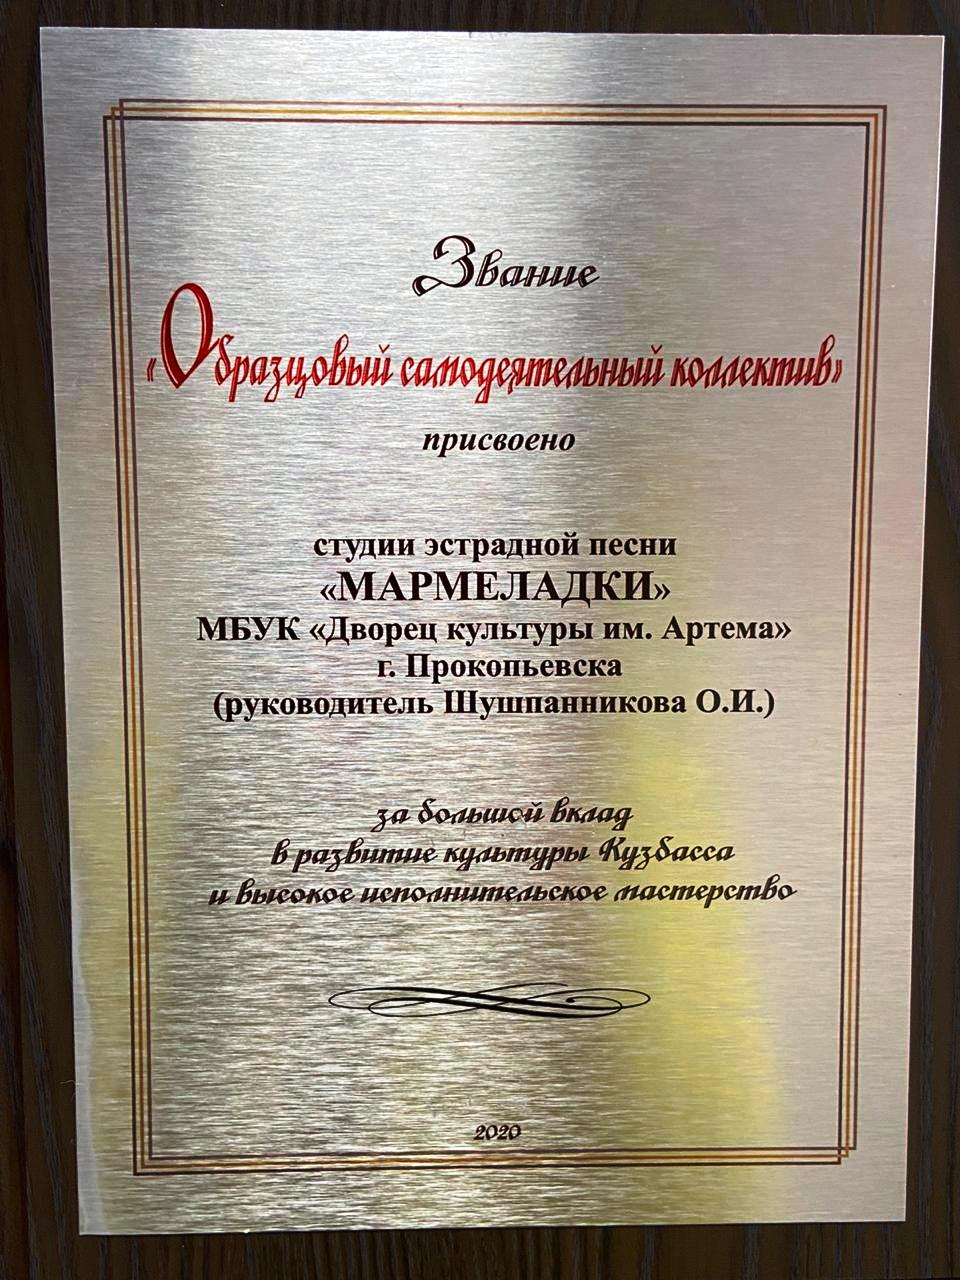 Звание
«Образцовый самодеятельный коллектив»
присвоено
студии эстрадной песни
«МАРМЕЛАДКИ»
МБУК «Дворец культуры им. Артема»
г. Прокопьевска
(руководитель Шушпанникова О.И.)
за большой вклад
в развитие культуры Кузбасса
и высокое исполнительское мастерство
2020